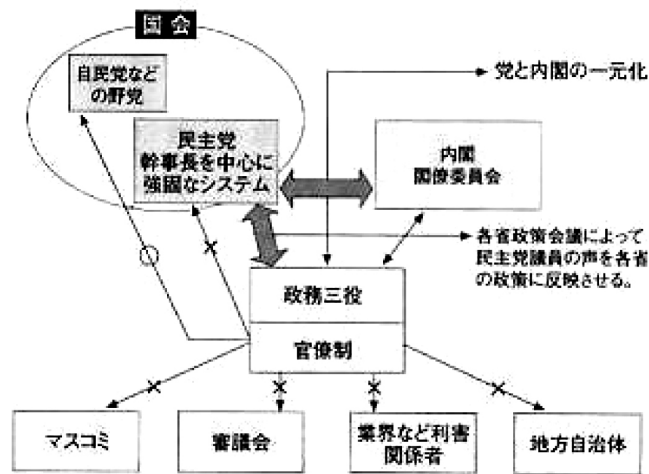 国会
自民党など
の野党
党と内閣の一元化
民主党
幹事長を中心に
強固なシステム
内閣
閣僚委員会
各省政策会議によって
民主党議員の声を各省
の政策に反映させる。
政務三役
官僚制
マスコミ
審議会
業界など利害
関係者
地方自治体